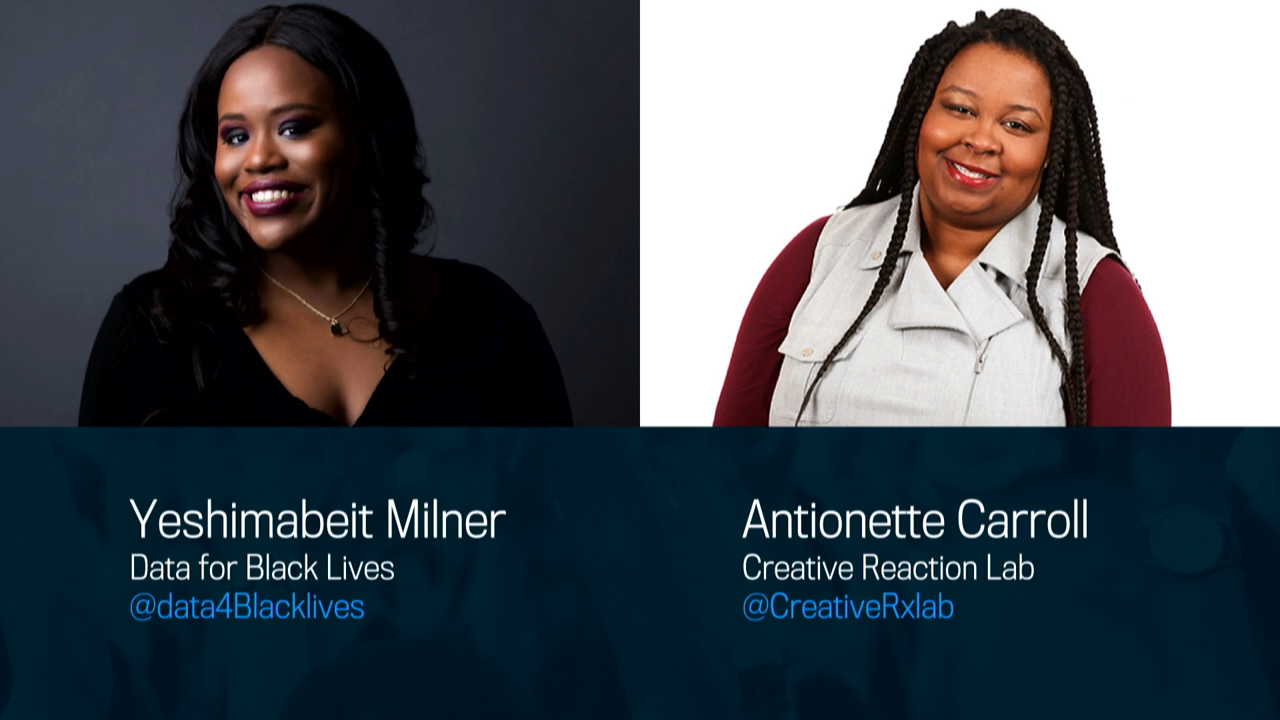 Yeshimabeit Milner
Data for Black Lives
@data4Blacklives
Antionette Carroll
Creative Reaction Lab
@CreativeRxlab